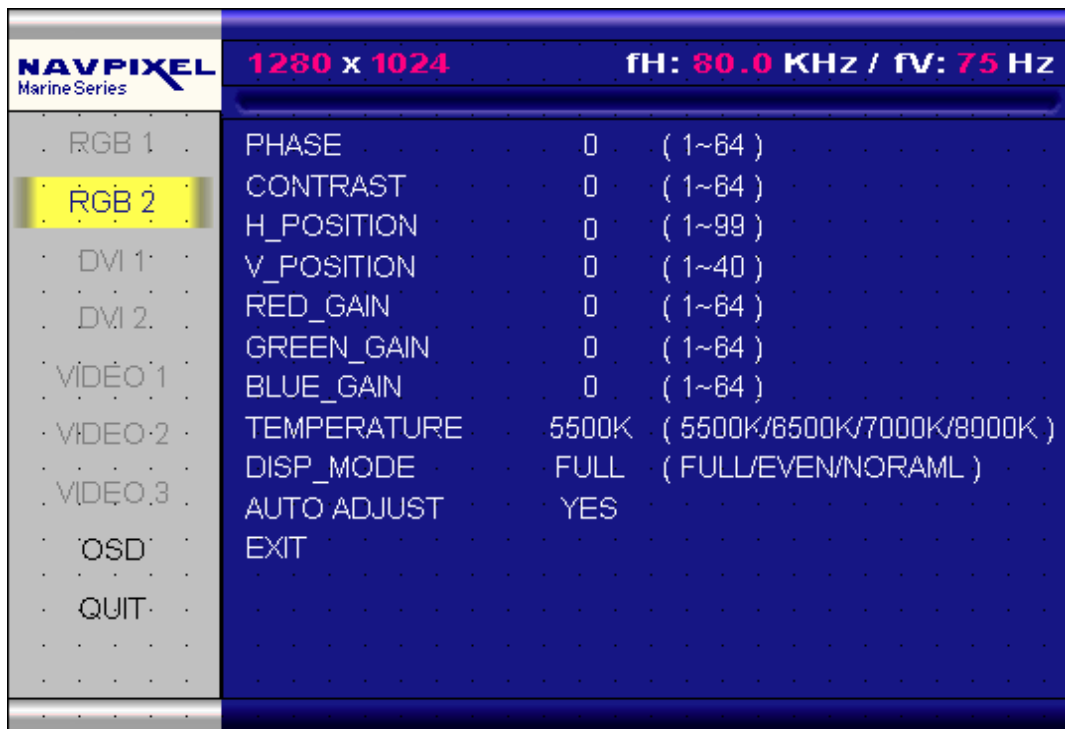 NAVPIXEL
Marine Series
1280 x 1024 fH: 80.0 KHz / fV: 75 Hz
RGB 1
RGB 2
DVI 1
DVI 2
VIDEO 1
VIDEO 2
VIDEO 3
OSD
QUIT
PHASE 0 ( 1~64 )
CONTRAST 0 ( 1~64 )
H_POSITION 0 ( 1~99 )
V_POSITION 0 ( 1~40 )
RED_GAIN 0 ( 1~64 )
GREEN_GAIN 0 ( 1~64 )
BLUE_GAIN 0 ( 1~64 )
TEMPERATURE 5500K ( 5500K/6500K/7000K/8000K )
DISP_MODE FULL ( FULL/EVEN/NORAML )
AUTO ADJUST YES
EXIT